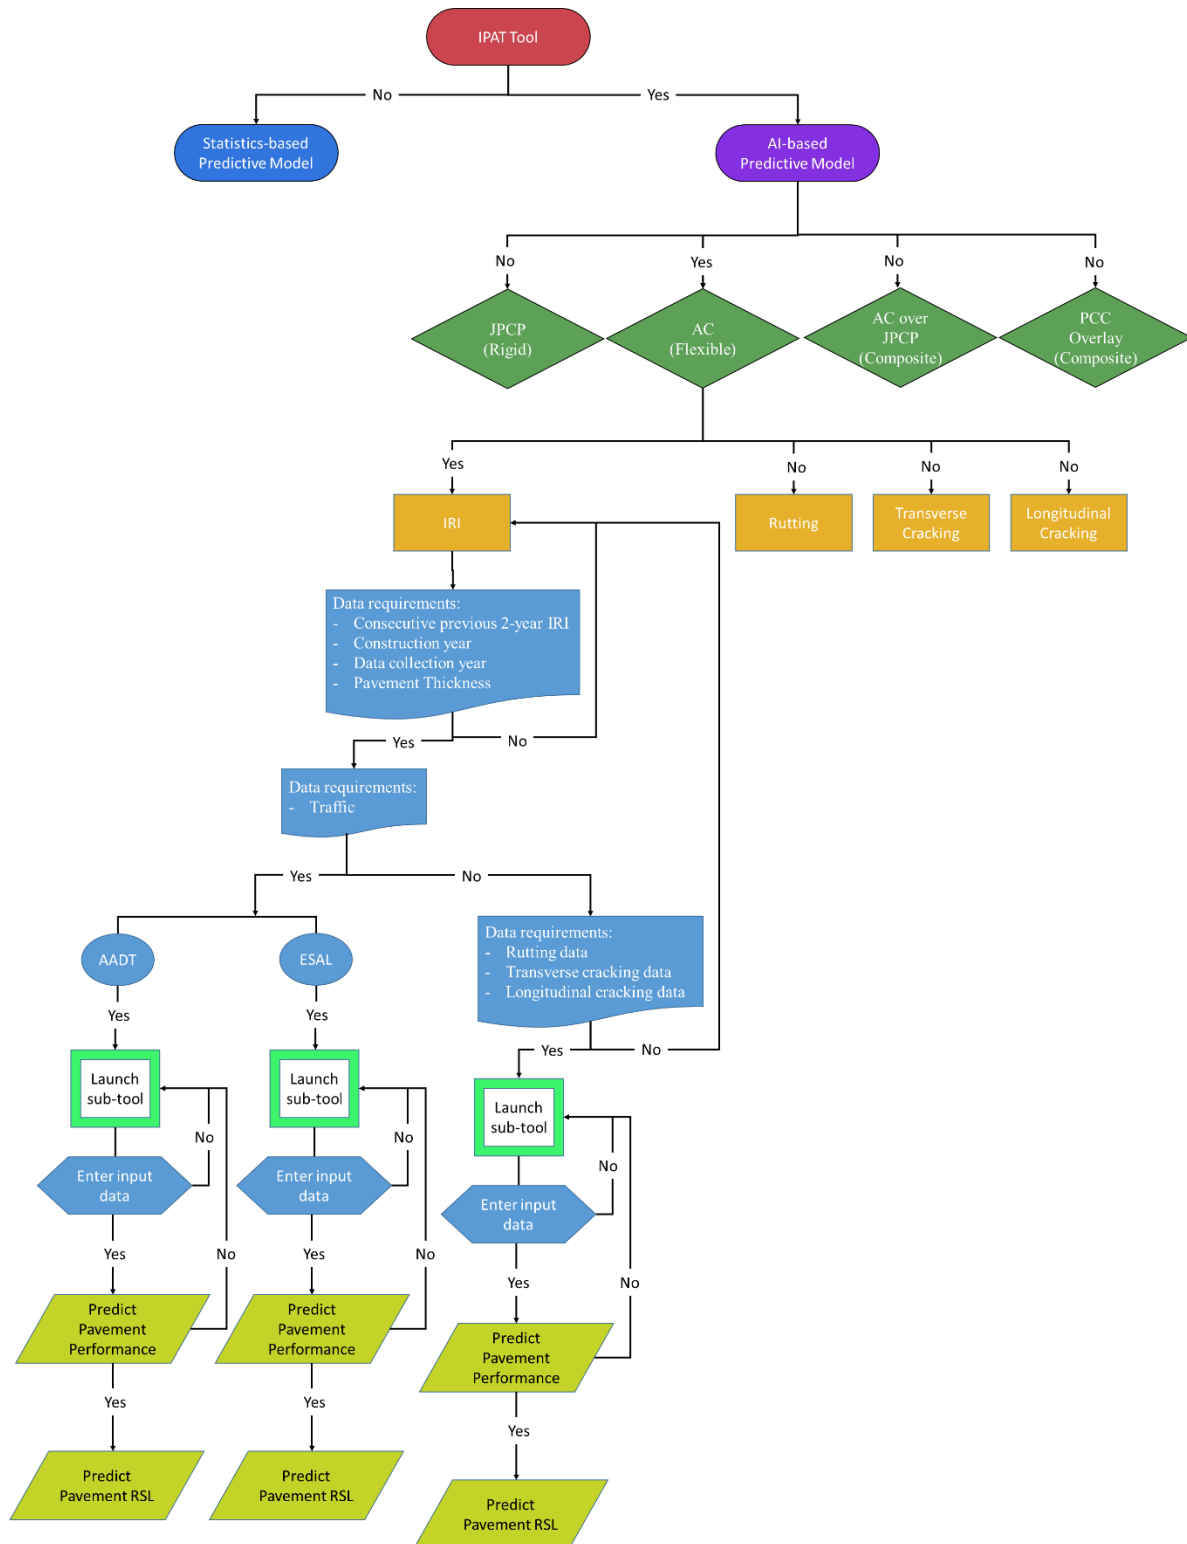 IPAT Tool
No
Yes
Statistics-based
Predictive Model
AI-based
Predictive Model
No
Yes
No
No
JPCP
(Rigid)
AC
(Flexible)
AC over
JPCP
(Composite)
PCC
Overlay
(Composite)
Yes
No
No
No
IRI
Rutting
Transverse
Cracking
Longitudinal
Cracking
Data requirements:
- Consecutive previous 2-year IRI
- Construction year
- Data collection year
- Pavement Thickness
Yes
No
Data requirements:
- Traffic
Yes
No
AADT
ESAL
Data requirements:
- Rutting data
- Transverse cracking data
- Longitudinal cracking data
Yes
Yes
Yes
No
Launch
sub-tool
Launch
sub-tool
Launch
sub-tool
No
No
No
Enter input
data
Enter input
data
Enter input
data
Yes
No
Yes
No
Yes
No
Predict
Pavement
Performance
Predict
Pavement
Performance
Predict
Pavement
Performance
Yes
Yes
Yes
Predict
Pavement RSL
Predict
Pavement RSL
Predict
Pavement RSL